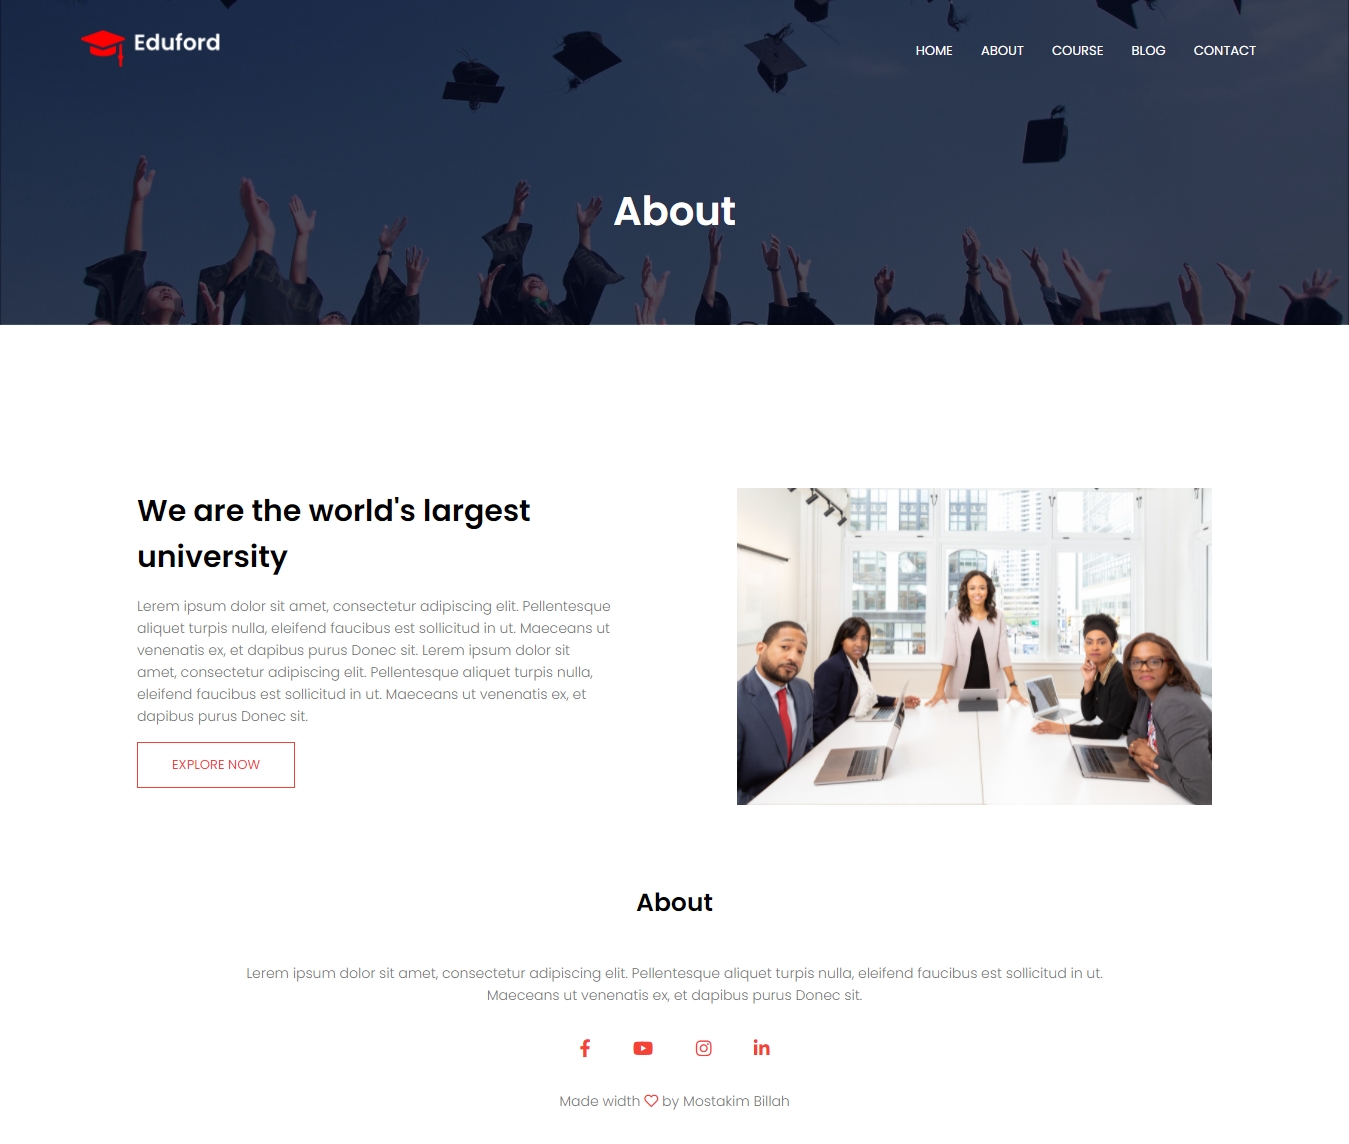 Eduford
HOME ABOUT COURSE BLOG CONTACT
About
We are the world's largest
university
Lerem ipsum dolor sit amet, consectetur adipiscing elit. Pellentesque
aliquet turpis nulla, eleifend faucibus est sollicitud in ut. Maeceans ut
venenatis ex, et dapibus purus Donec sit. Lerem ipsum dolor sit
amet, consectetur adipiscing elit. Pellentesque aliquet turpis nulla,
eleifend faucibus est sollicitud in ut. Maeceans ut venenatis ex, et
dapibus purus Donec sit.
EXPLORE NOW
About
Lerem ipsum dolor sit amet, consectetur adipiscing elit. Pellentesque aliquet turpis nulla, eleifend faucibus est sollicitud in ut.
Maeceans ut venenatis ex, et dapibus purus Donec sit.
Made width by Mostakim Billah